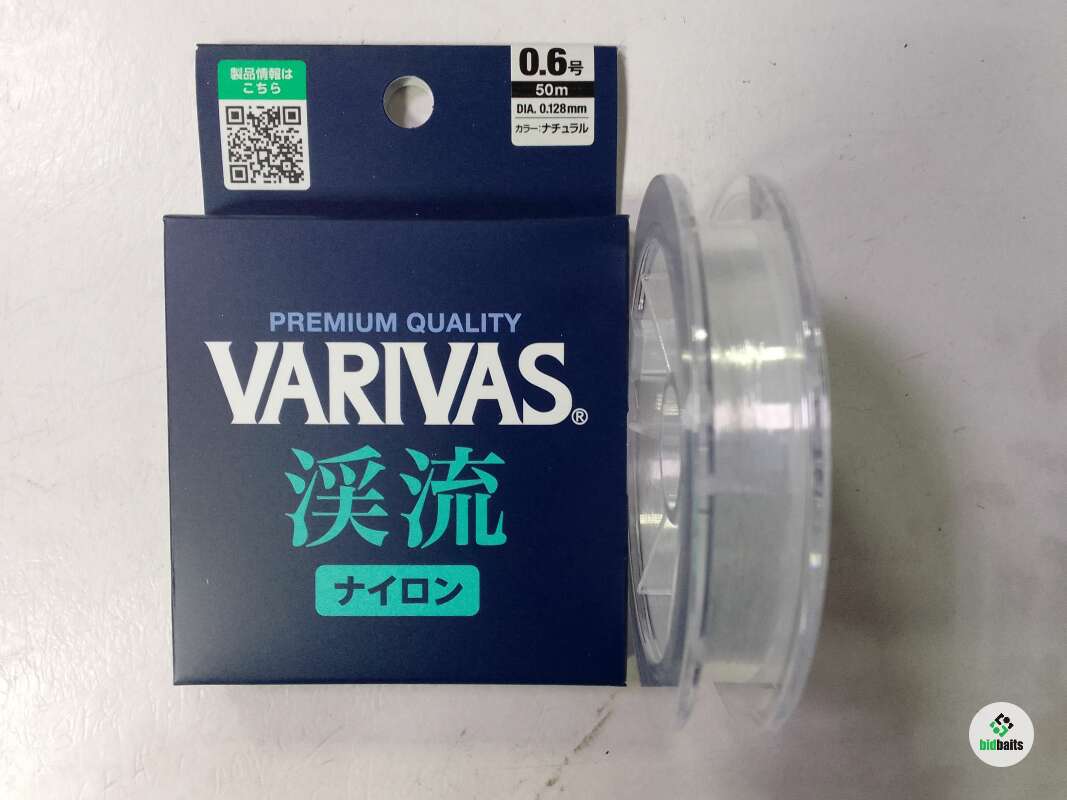 製品情報は
こちら
0.6号
50m
DIA. 0.128mm
カラー:ナチュラル
PREMIUM QUALITY
VARIVAS®
渓流
ナイロン
bidbaits